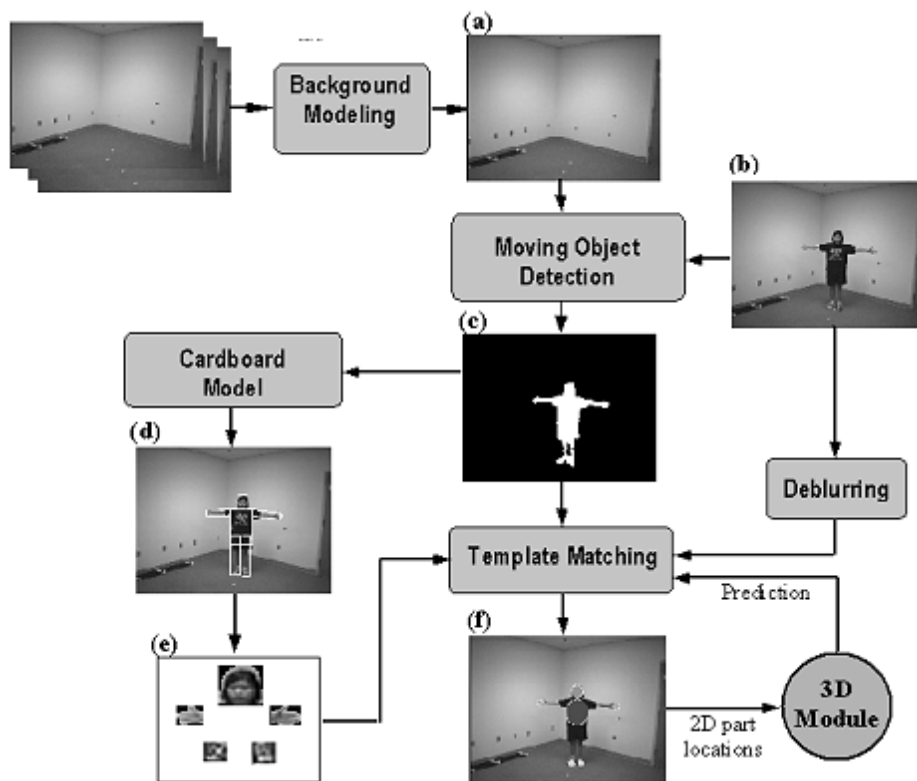 (a)
Background
Modeling
(b)
Moving Object
Detection
(c)
Cardboard
Model
(d)
Deblurring
Template Matching
Prediction
(e)
(f)
3D
Module
2D part
locations